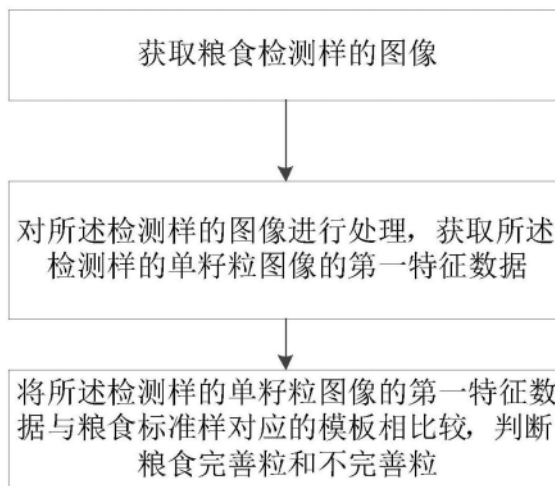 获取粮食检测样的图像
对所述检测样的图像进行处理，获取所述
检测样的单籽粒图像的第一特征数据
将所述检测样的单籽粒图像的第一特征数
据与粮食标准样对应的模板相比较，判断
粮食完善粒和不完善粒